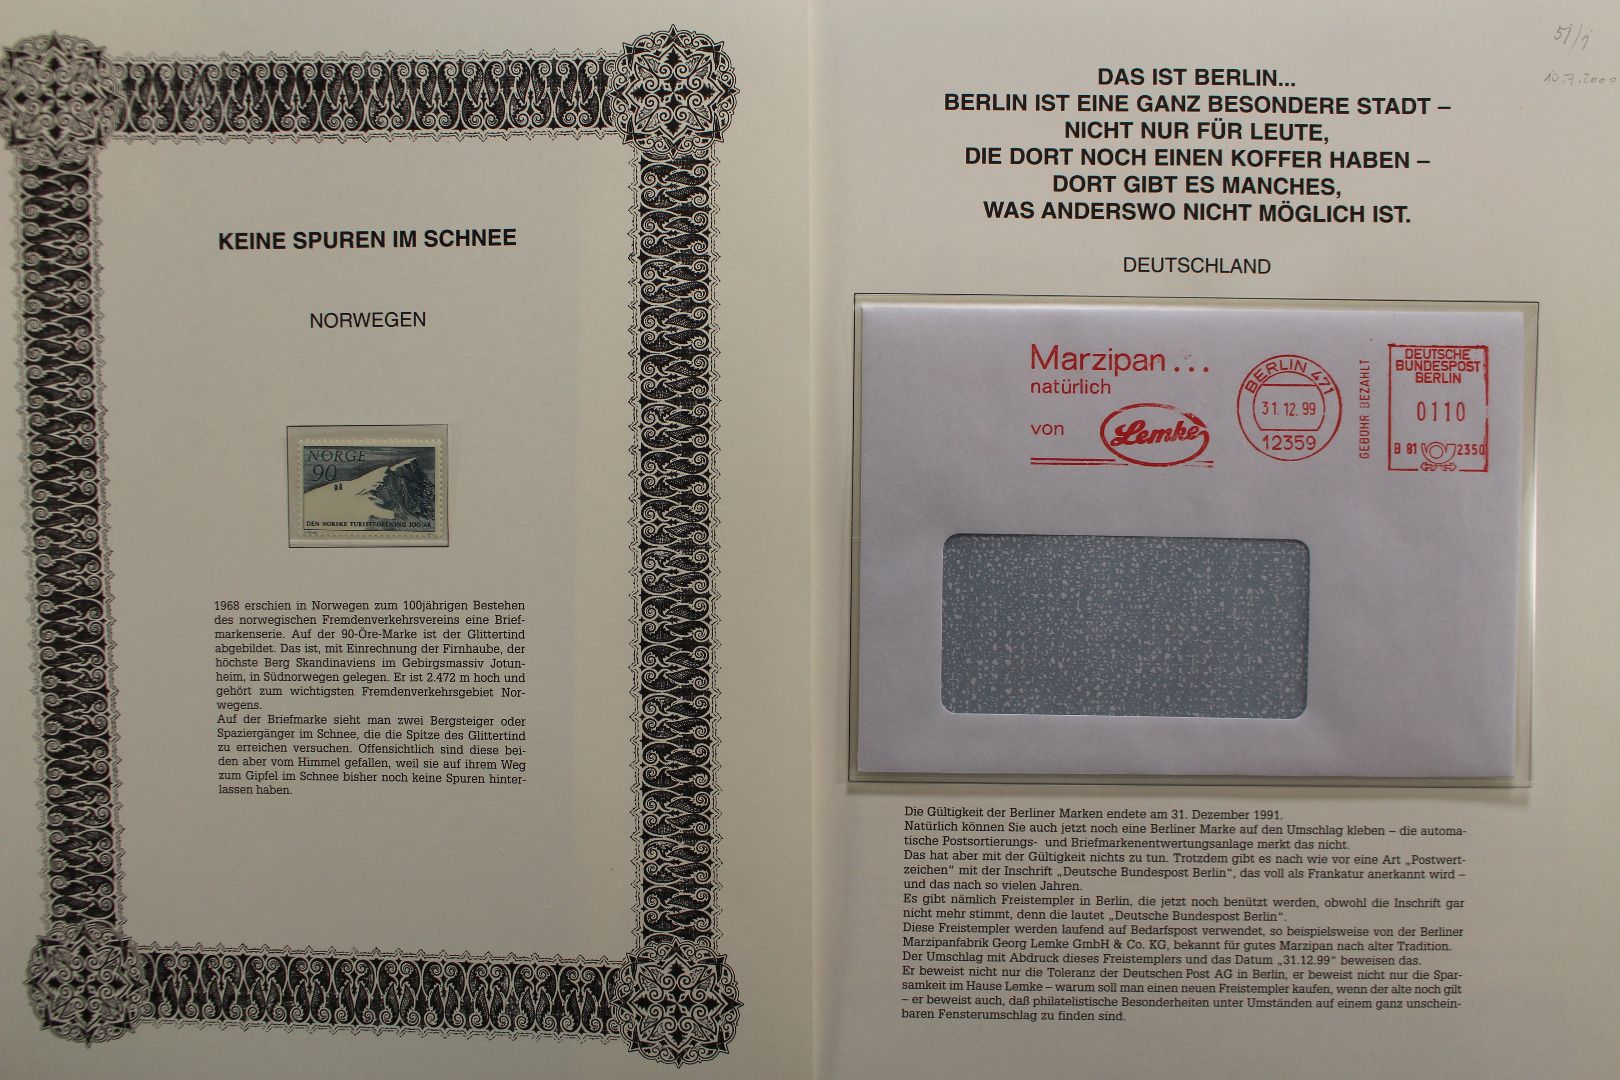 KEINE SPUREN IM SCHNEE
NORWEGEN
NORGE
90
DEN NORSKE TURISTFORENING 100 ÅR
1968 erschien in Norwegen zum 100jährigen Bestehen
des norwegischen Fremdenverkehrsvereins eine Brief-
markenserie. Auf der 90-Öre-Marke ist der Glittertind
abgebildet. Das ist, mit Einrechnung der Firnhaube, der
höchste Berg Skandinaviens im Gebirgsmassiv Jotun-
heim, in Südnorwegen gelegen. Er ist 2.472 m hoch und
gehört zum wichtigsten Fremdenverkehrsgebiet Nor-
wegens.
Auf der Briefmarke sieht man zwei Bergsteiger oder
Spaziergänger im Schnee, die die Spitze des Glittertind
zu erreichen versuchen. Offensichtlich sind diese bei-
den aber vom Himmel gefallen, weil sie auf ihrem Weg
zum Gipfel im Schnee bisher noch keine Spuren hinter-
lassen haben.
51/1
10.7.2000
DAS IST BERLIN...
BERLIN IST EINE GANZ BESONDERE STADT –
NICHT NUR FÜR LEUTE,
DIE DORT NOCH EINEN KOFFER HABEN –
DORT GIBT ES MANCHES,
WAS ANDERSWO NICHT MÖGLICH IST.
DEUTSCHLAND
Marzipan...
natürlich
von Lemke
BERLIN 471
31.12.99
12359
GEBÜHR BEZAHLT
DEUTSCHE
BUNDESPOST
BERLIN
0110
B 81 2350
Die Gültigkeit der Berliner Marken endete am 31. Dezember 1991.
Natürlich können Sie auch jetzt noch eine Berliner Marke auf den Umschlag kleben – die automa-
tische Postsortierungs- und Briefmarkenentwertungsanlage merkt das nicht.
Das hat aber mit der Gültigkeit nichts zu tun. Trotzdem gibt es nach wie vor eine Art „Postwert-
zeichen“ mit der Inschrift „Deutsche Bundespost Berlin“, das voll als Frankatur anerkannt wird –
und das nach so vielen Jahren.
Es gibt nämlich Freistempler in Berlin, die jetzt noch benützt werden, obwohl die Inschrift gar
nicht mehr stimmt, denn die lautet „Deutsche Bundespost Berlin“.
Diese Freistempler werden laufend auf Bedarfspost verwendet, so beispielsweise von der Berliner
Marzipanfabrik Georg Lemke GmbH & Co. KG, bekannt für gutes Marzipan nach alter Tradition.
Der Umschlag mit Abdruck dieses Freistemplers und das Datum „31.12.99“ beweisen das.
Er beweist nicht nur die Toleranz der Deutschen Post AG in Berlin, er beweist nicht nur die Spar-
samkeit im Hause Lemke – warum soll man einen neuen Freistempler kaufen, wenn der alte noch gilt
– er beweist auch, daß philatelistische Besonderheiten unter Umständen auf einem ganz unschein-
baren Fensterumschlag zu finden sind.